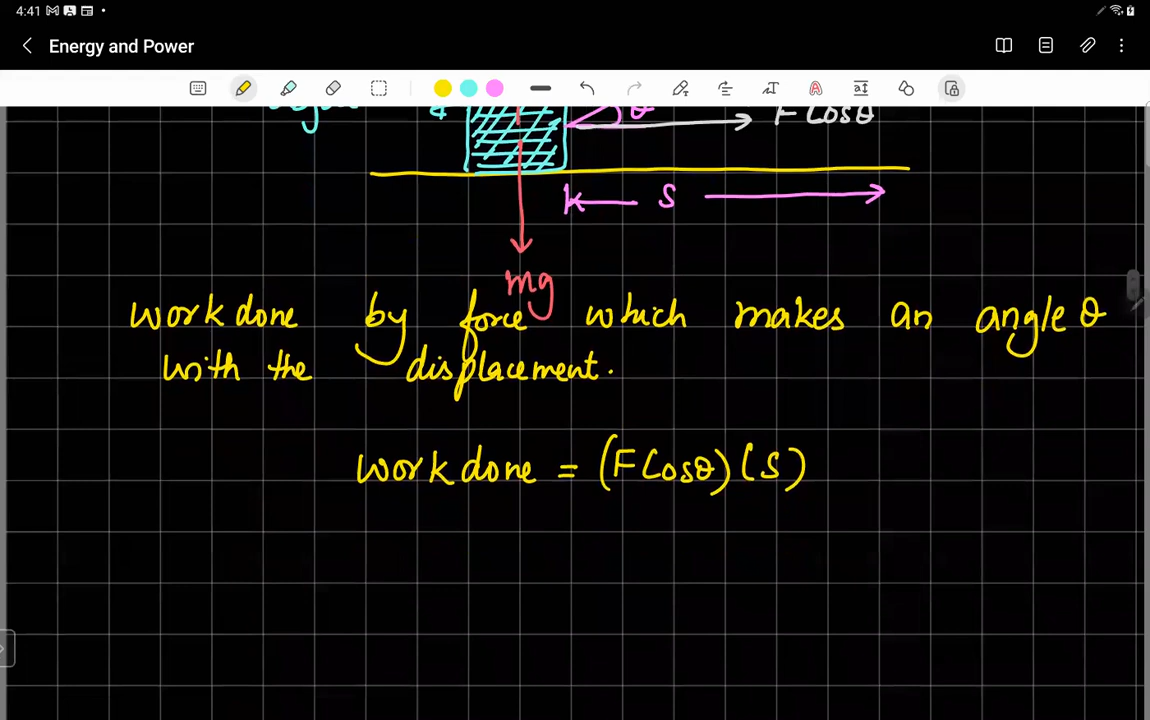 4:41
Energy and Power
θ F Cosθ
S
mg
work done by force which makes an angle θ
with the displacement.
work done = (F Cosθ) (S)